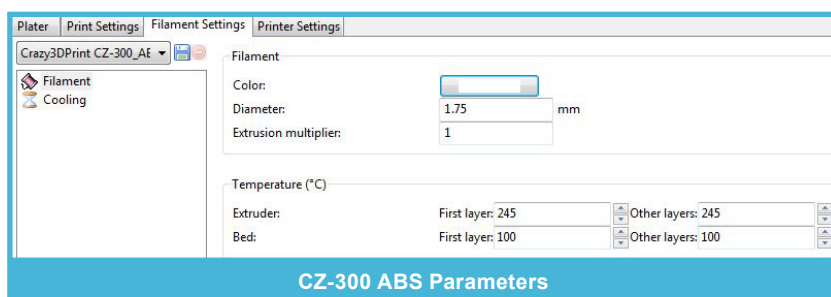 Plater Print Settings Filament Settings Printer Settings
Crazy3DPrint CZ-300_AE
Filament
Cooling
Filament
Color:
Diameter: 1.75 mm
Extrusion multiplier: 1
Temperature (°C)
Extruder: First layer: 245 Other layers: 245
Bed: First layer: 100 Other layers: 100
CZ-300 ABS Parameters